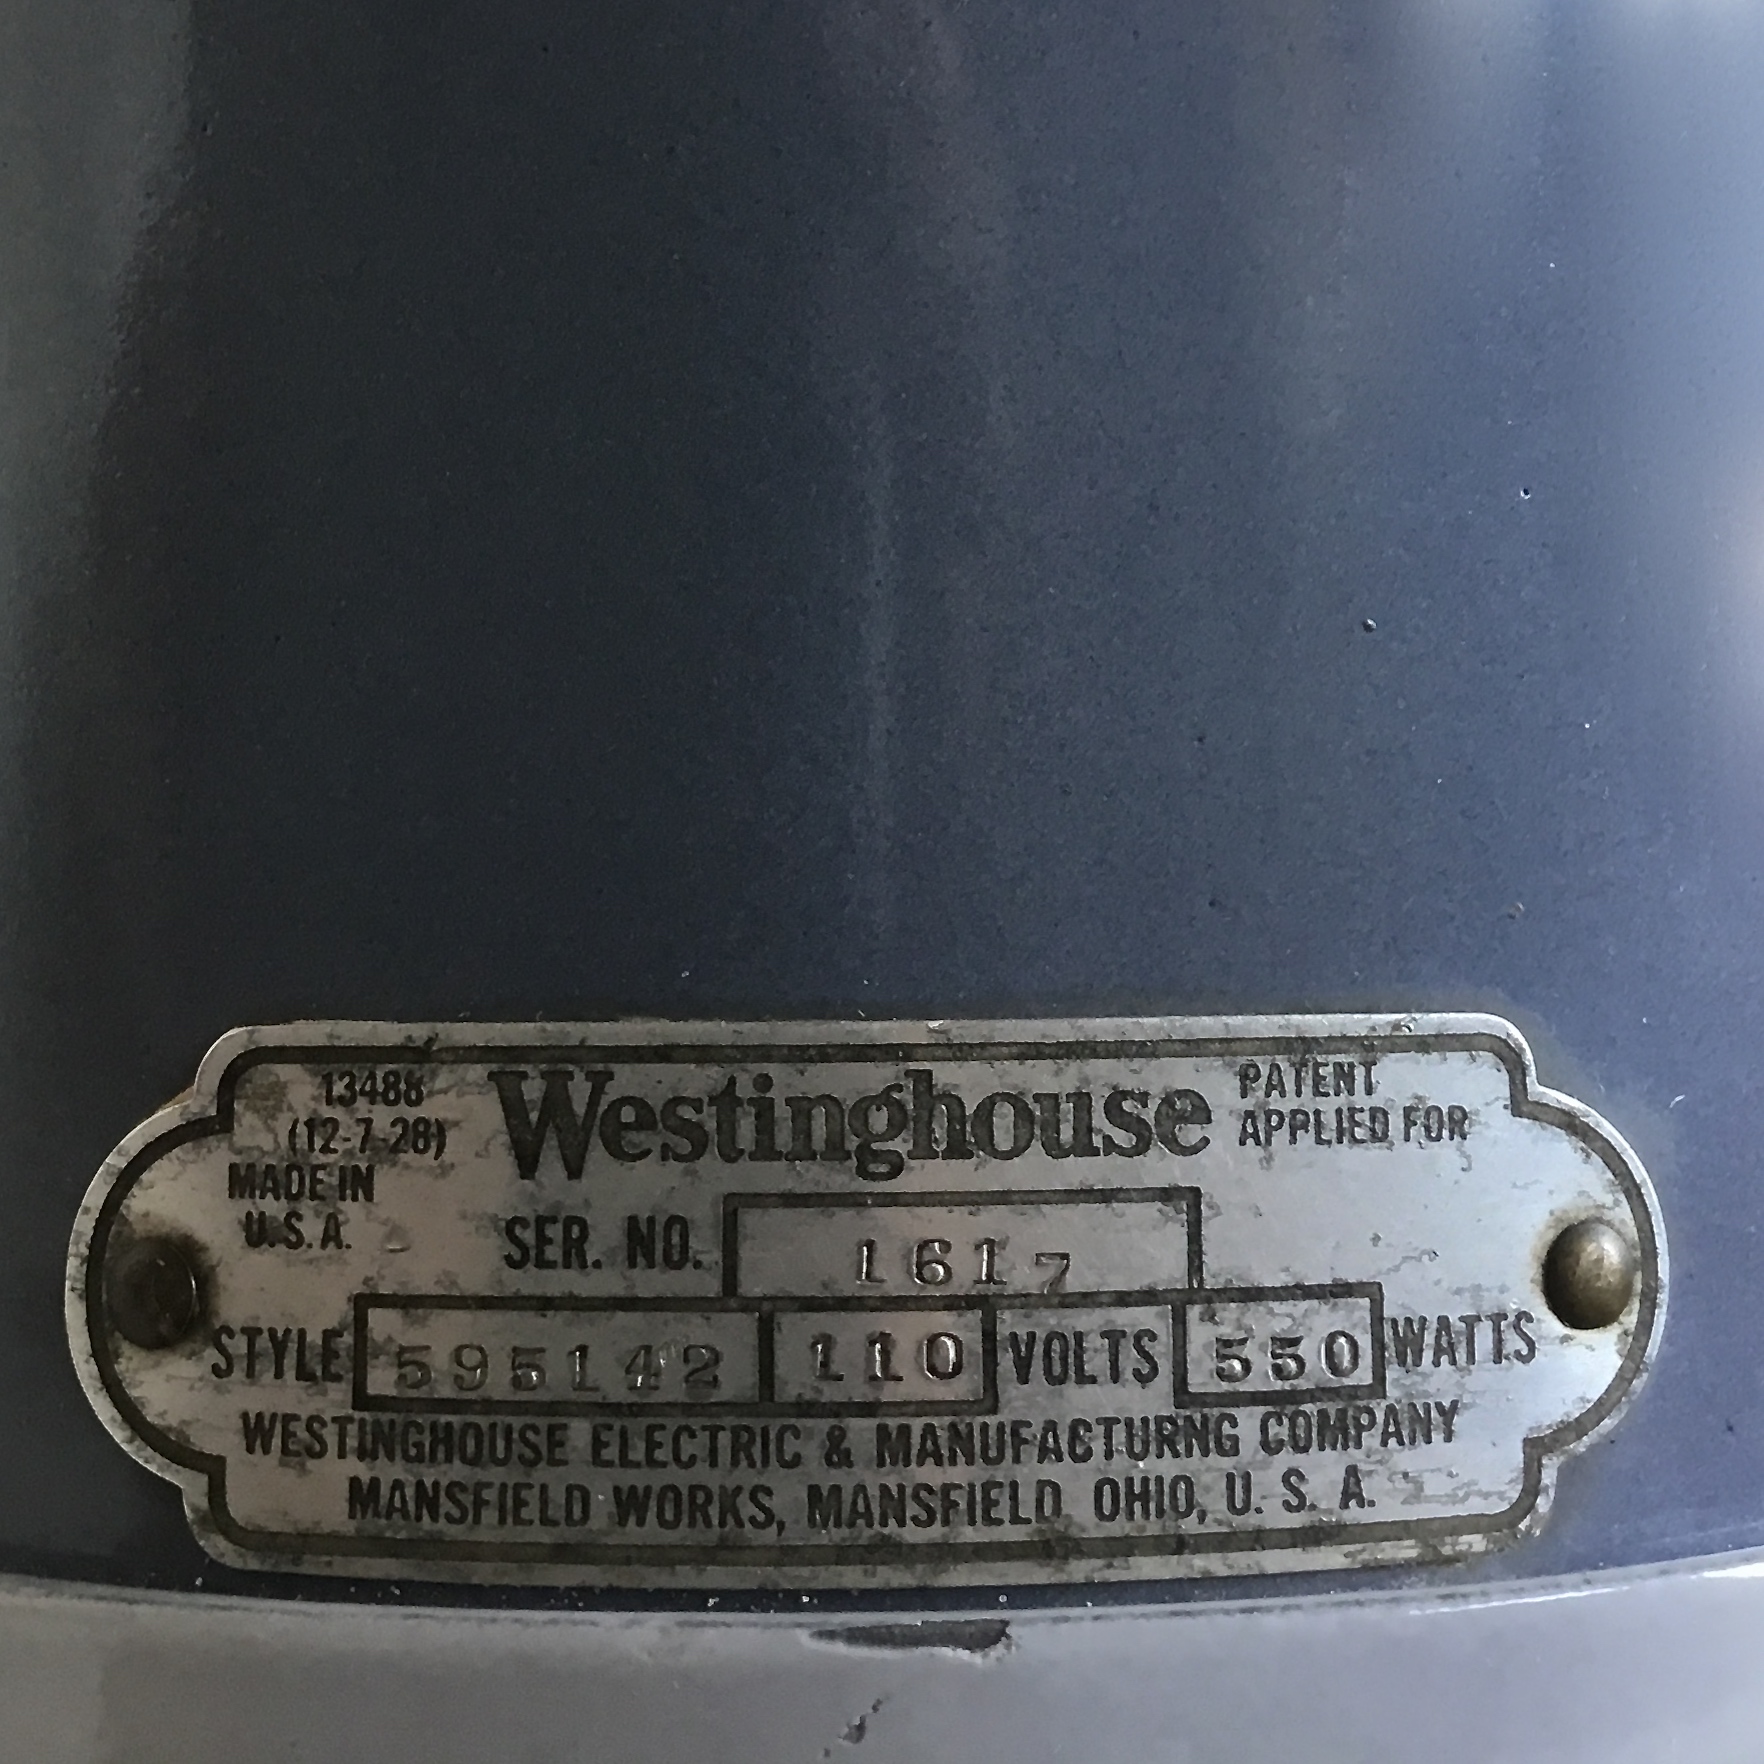 13488
(12-7-28)
Westinghouse
PATENT
APPLIED FOR
MADE IN
U.S.A.
SER. NO. 1617
STYLE 595142 110 VOLTS 550 WATTS
WESTINGHOUSE ELECTRIC & MANUFACTURNG COMPANY
MANSFIELD WORKS, MANSFIELD OHIO, U. S. A.